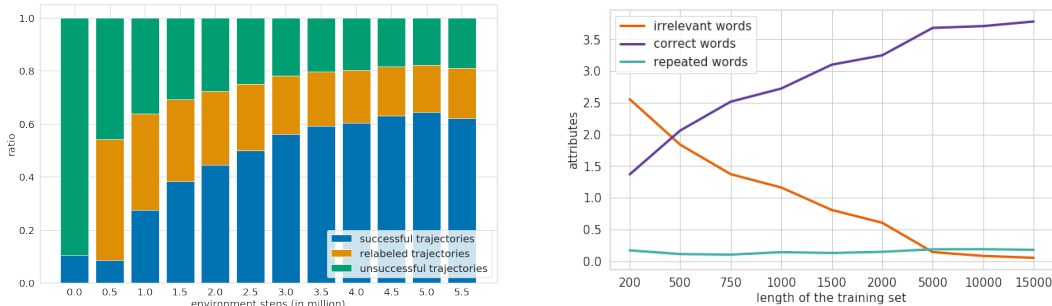 1.0
0.8
0.6
0.4
0.2
0.0
ratio
successful trajectories
relabeled trajectories
unsuccessful trajectories
0.0 0.5 1.0 1.5 2.0 2.5 3.0 3.5 4.0 4.5 5.0 5.5
environment steps (in million)
irrelevant words
correct words
repeated words
3.5
3.0
2.5
2.0
1.5
1.0
0.5
0.0
attributes
200 500 750 1000 1500 2000 5000 10000 15000
length of the training set